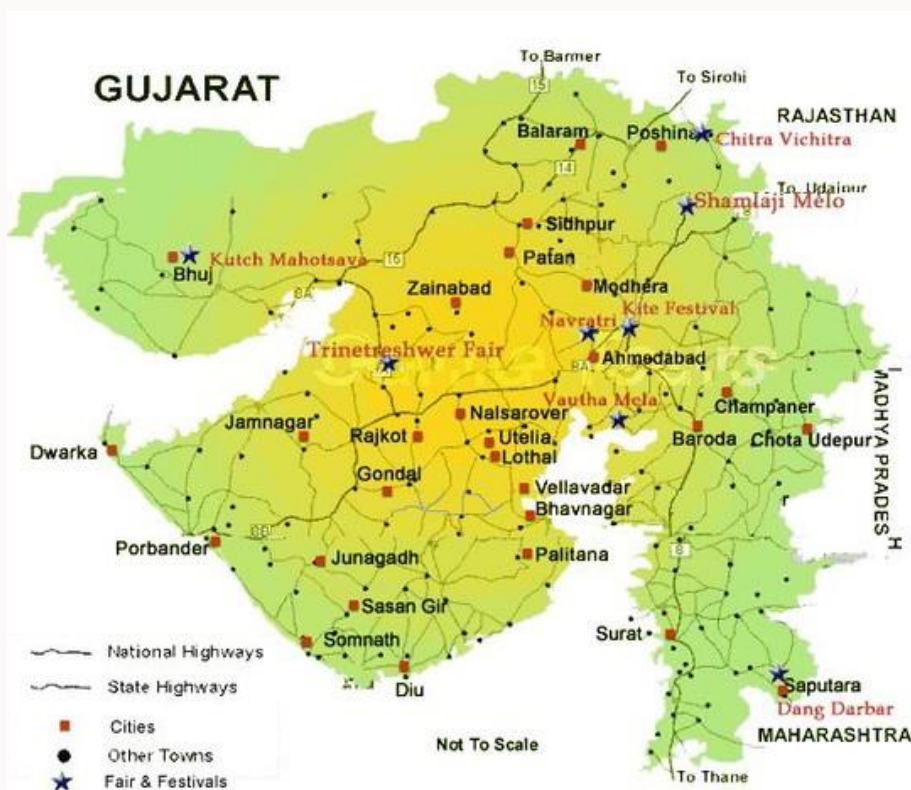 GUJARAT
To Barmer
To Sirohi
15
RAJASTHAN
Balaram
Poshina
Chitra Vichitra
14
To Udaipur
Shamlaji Melo
8
Sidhpur
Bhuj
Kutch Mahotsava
15
Patan
Modhera
8A
Zainabad
Navratri
Kite Festival
Trinetreshwer Fair
Ahmedabad
8A
8A
MADHYA PRADESH
Vautha Mela
Champaner
Jamnagar
Rajkot
Nalsarover
Baroda
Chota Udepur
Dwarka
Utelia
Lothal
Gondal
Vellavadar
r
Bhavnagar
8B
Porbander
Junagadh
Palitana
8
Sasan Gir
Somnath
Surat
National Highways
State Highways
Diu
Saputara
Cities
Dang Darbar
Other Towns
Not To Scale
MAHARASHTRA
Fair & Festivals
To Thane